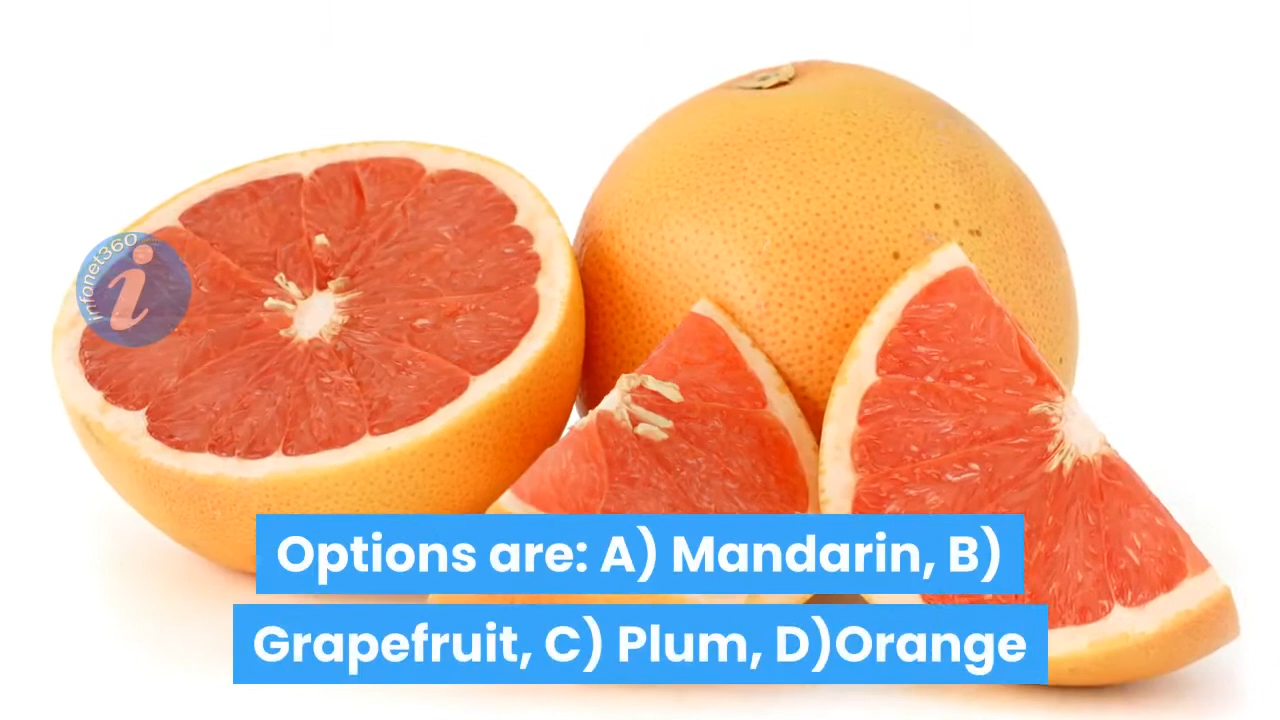 infonet360
i
Options are: A) Mandarin, B)
Grapefruit, C) Plum, D)Orange